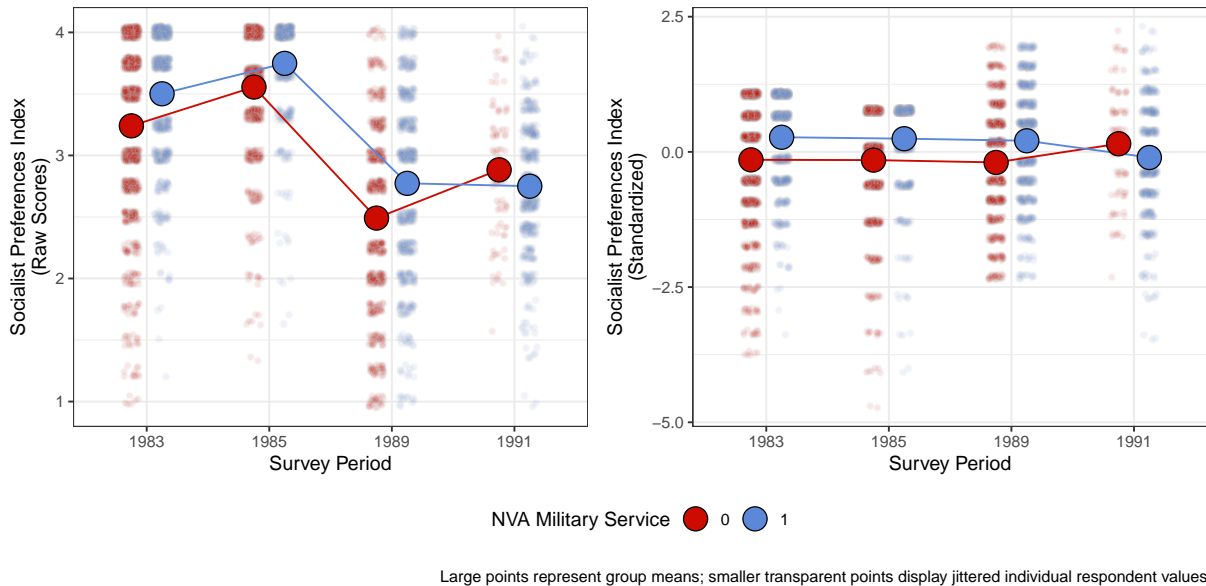 Socialist Preferences Index
(Raw Scores)
4
3
2
1
1983
1985
1989
1991
Survey Period
Socialist Preferences Index
(Standardized)
2.5
0.0
−2.5
−5.0
1983
1985
1989
1991
Survey Period
NVA Military Service 0 1
Large points represent group means; smaller transparent points display jittered individual respondent values